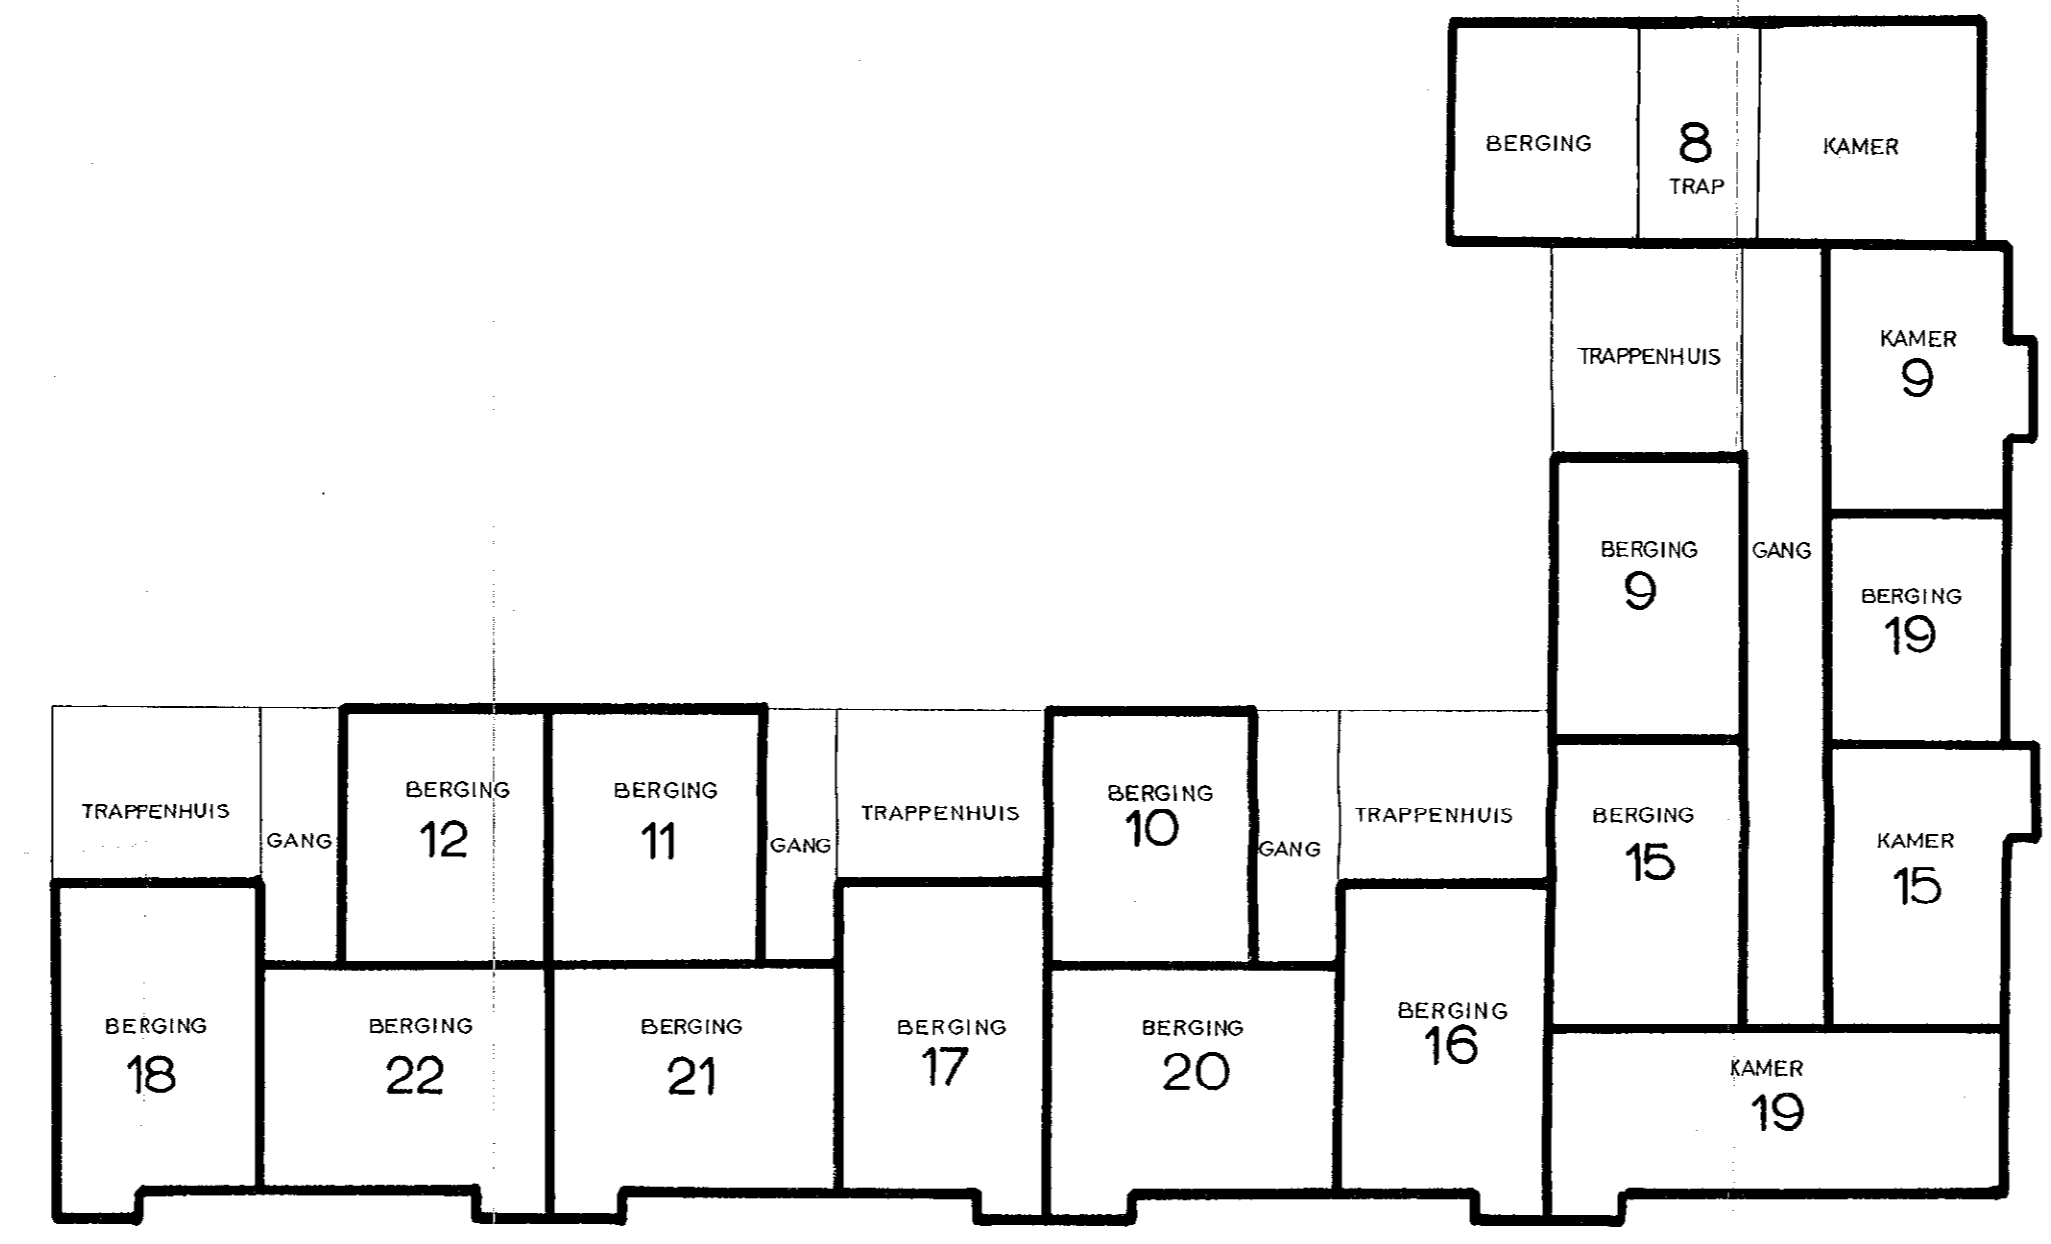 BERGING
8
TRAP
KAMER
TRAPPENHUIS
KAMER
9
BERGING
9
GANG
BERGING
19
TRAPPENHUIS
GANG
BERGING
12
BERGING
11
GANG
TRAPPENHUIS
BERGING
10
GANG
TRAPPENHUIS
BERGING
15
KAMER
15
BERGING
18
BERGING
22
BERGING
21
BERGING
17
BERGING
20
BERGING
16
KAMER
19